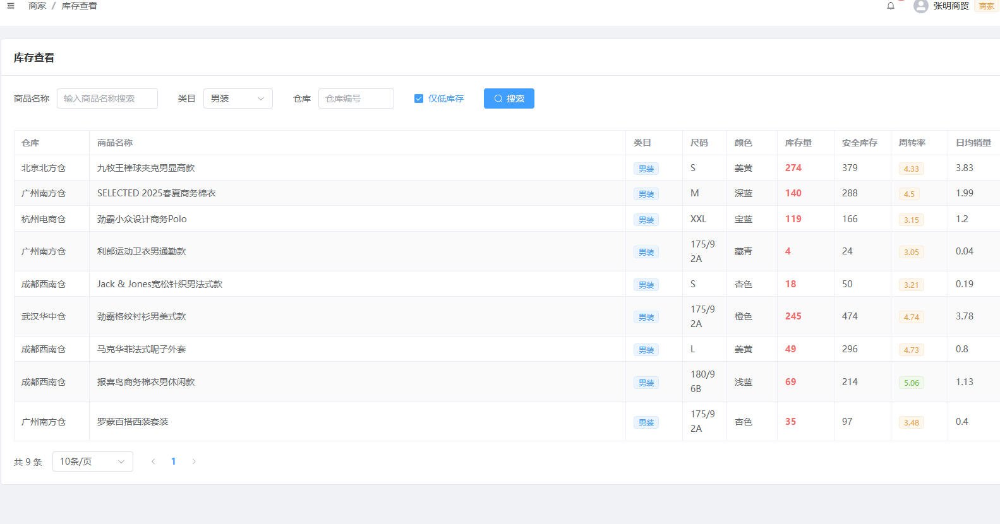 商家 / 库存查看
张明商贸 商家
库存查看
商品名称 输入商品名称搜索 类目 男装 仓库 仓库编号 仅低库存 搜索
仓库 商品名称 类目 尺码 颜色 库存量 安全库存 周转率 日均销量
北京北方仓 九牧王棒球夹克男显高款 男装 S 姜黄 274 379 4.33 3.83
广州南方仓 SELECTED 2025春夏商务棉衣 男装 M 深蓝 140 288 4.5 1.99
杭州电商仓 劲霸小众设计商务Polo 男装 XXL 宝蓝 119 166 3.15 1.2
广州南方仓 利郎运动卫衣男通勤款 男装 175/9 藏青 4 24 3.05 0.04
2A
成都西南仓 Jack & Jones宽松针织男法式款 男装 S 杏色 18 50 3.21 0.19
武汉华中仓 劲霸格纹衬衫男美式款 男装 175/9 橙色 245 474 4.74 3.78
2A
成都西南仓 马克华菲法式呢子外套 男装 L 姜黄 49 296 4.73 0.8
成都西南仓 报喜鸟商务棉衣男休闲款 男装 180/9 浅蓝 69 214 5.06 1.13
6B
广州南方仓 罗蒙百搭西装套装 男装 175/9 杏色 35 97 3.48 0.4
2A
共 9 条 10条/页 1